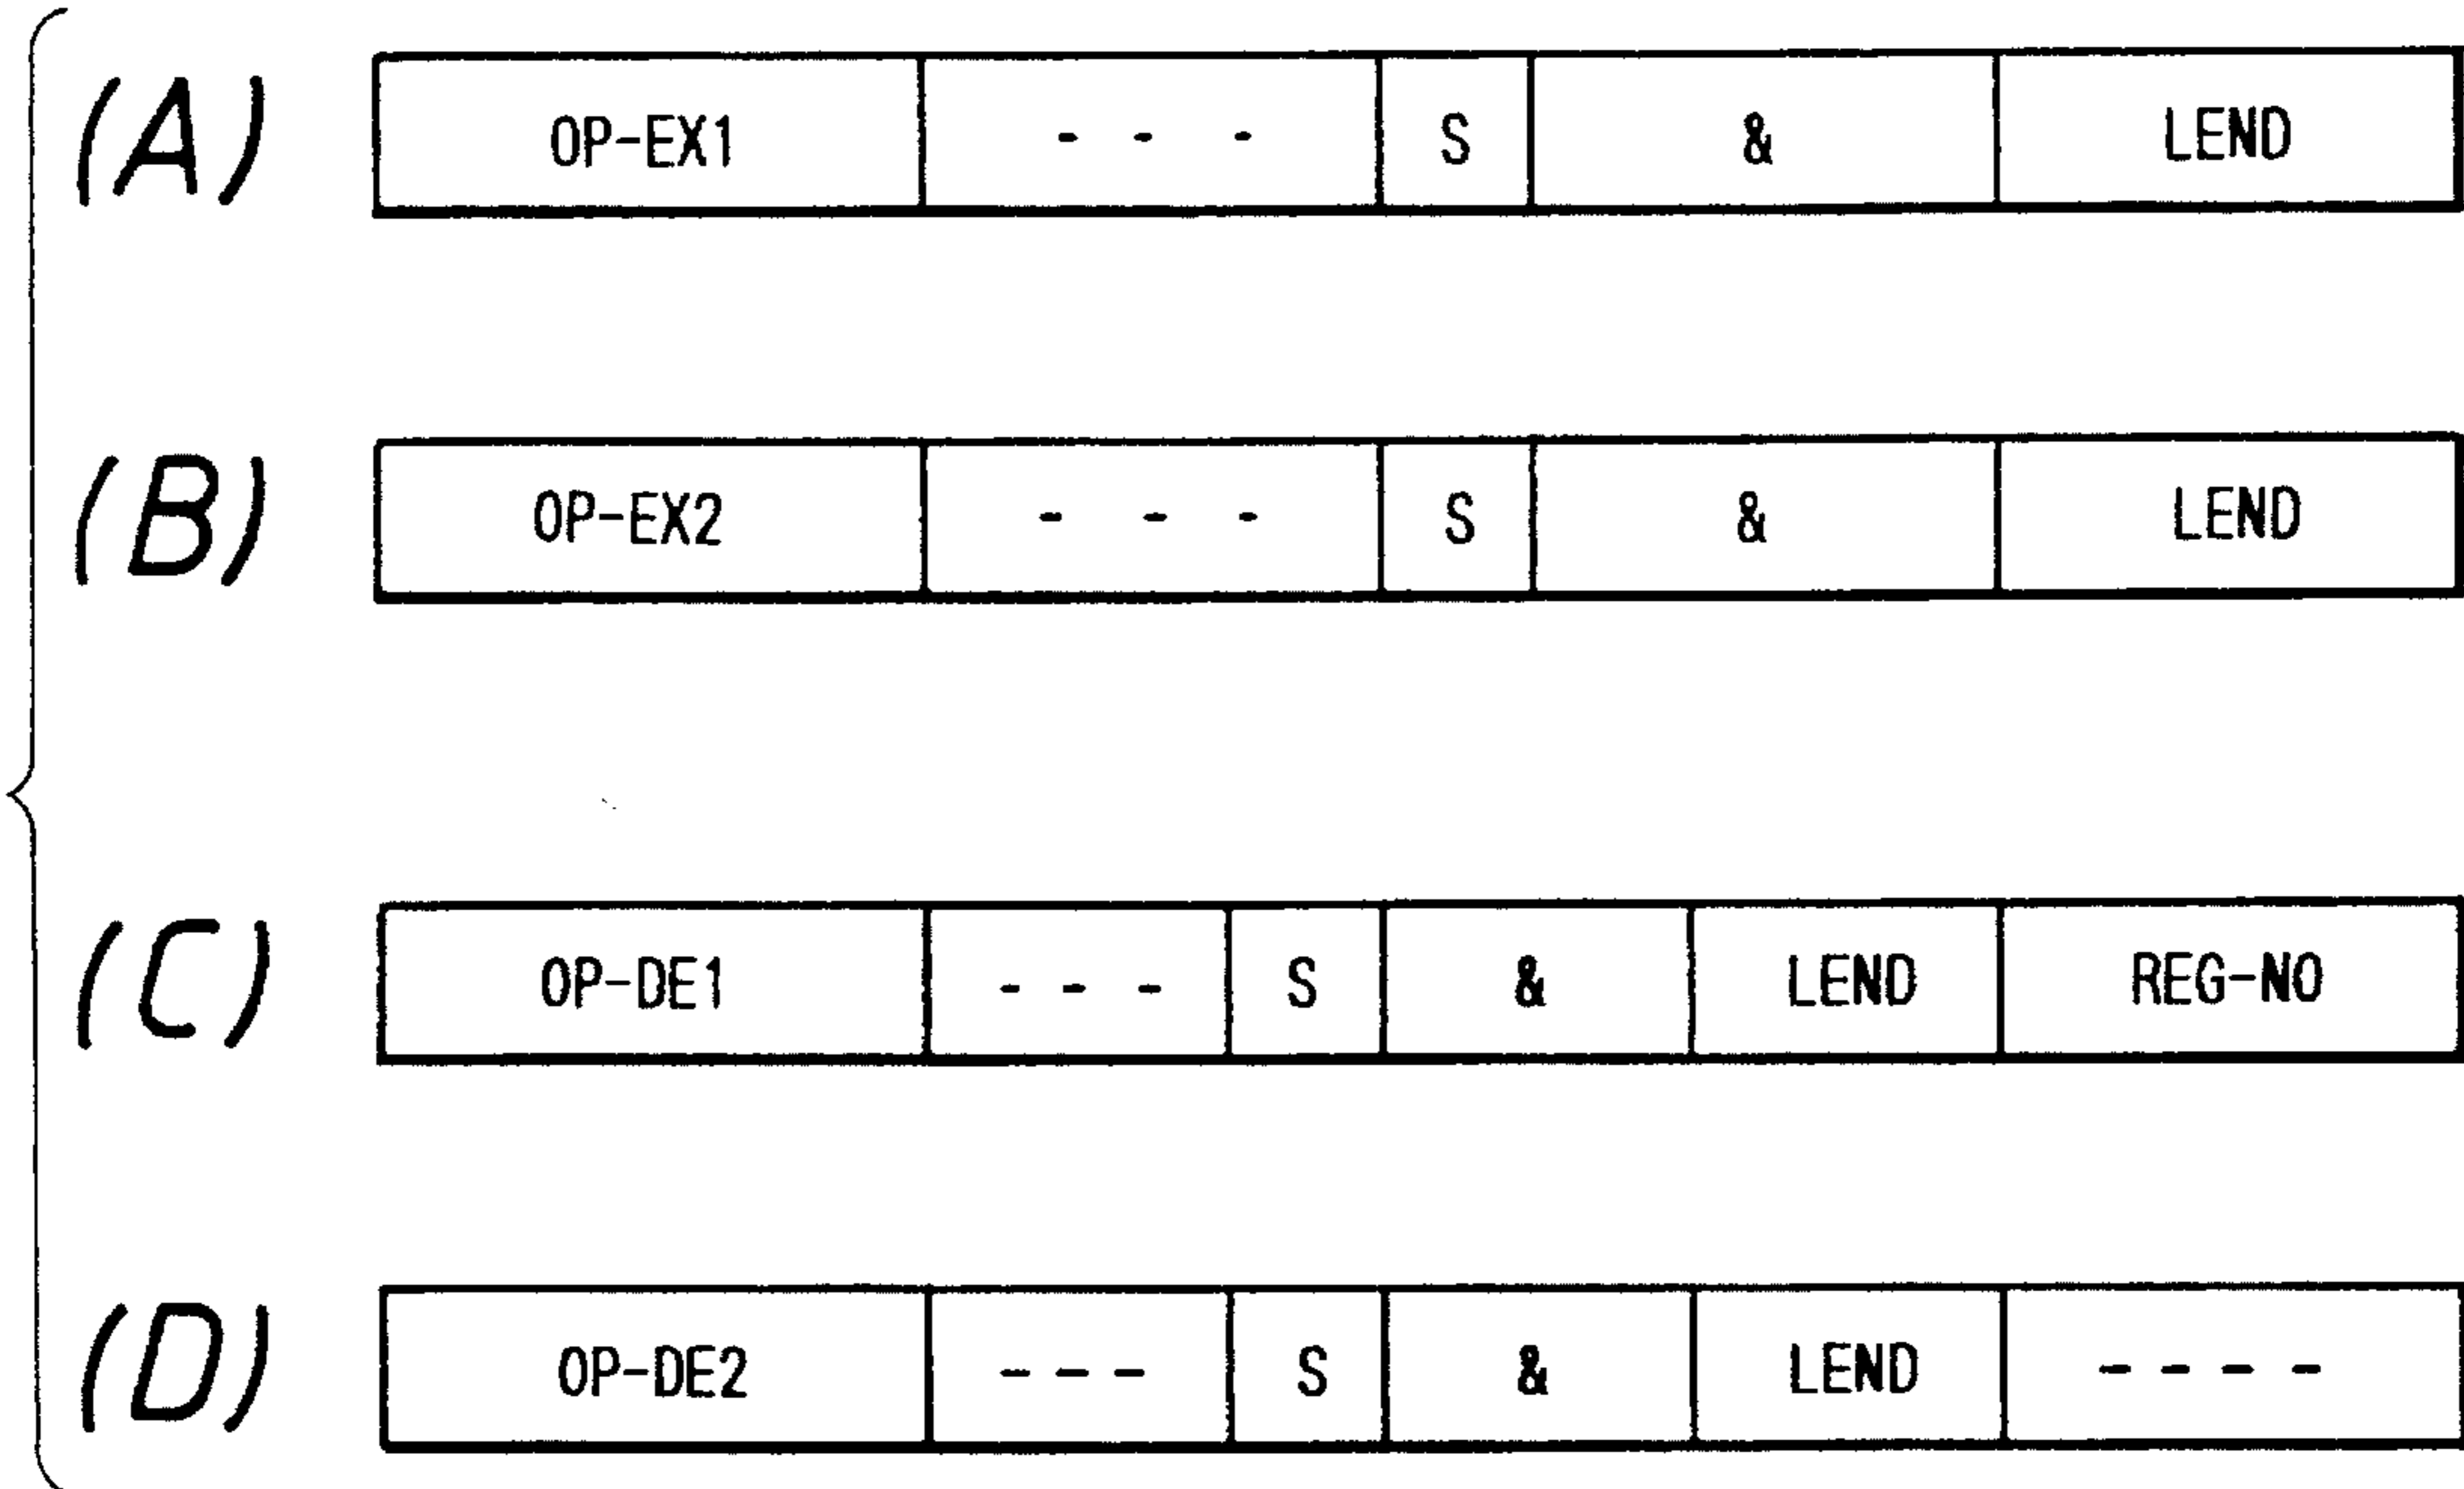 (A) OP-EX1 - - - S & LEND
(B) OP-EX2 - - - S & LEND
(C) OP-DE1 - - - S & LEND REG-NO
(D) OP-DE2 - - - S & LEND - - - -